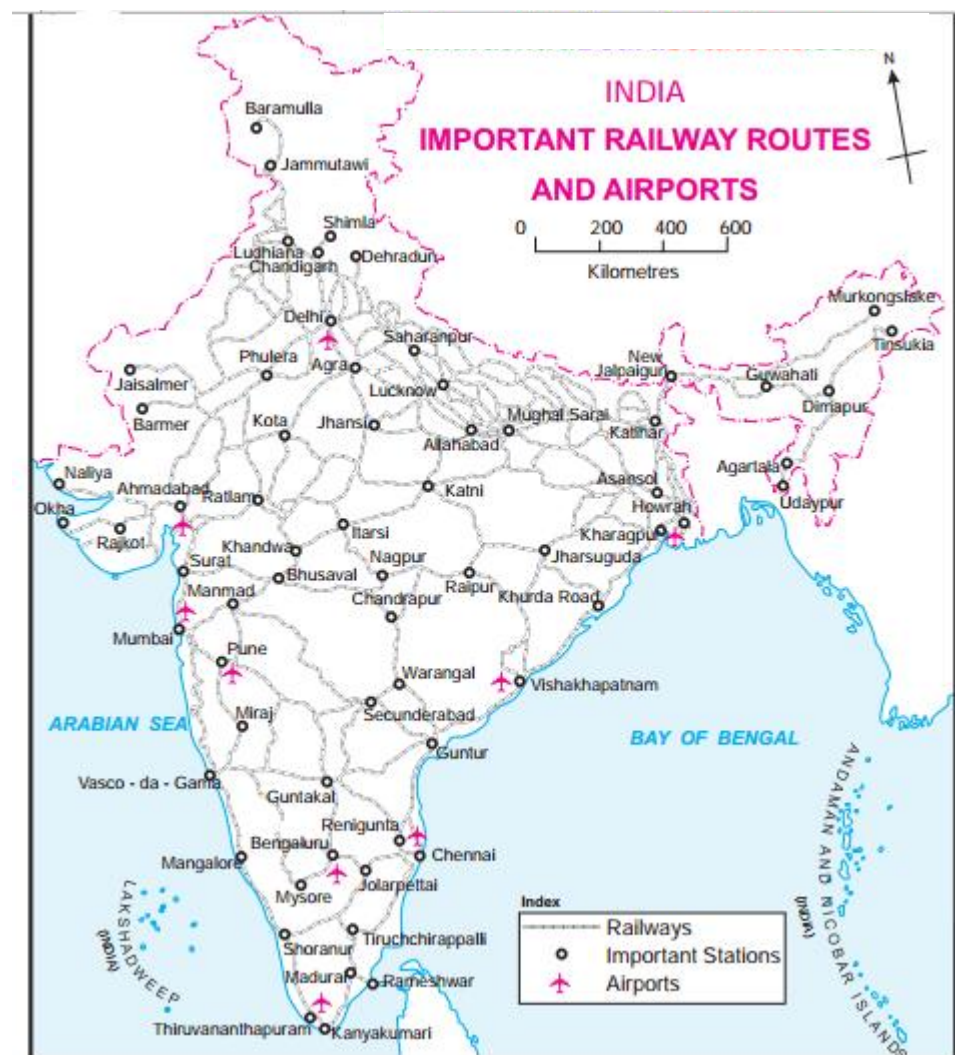 INDIA
IMPORTANT RAILWAY ROUTES
AND AIRPORTS
N
0 200 400 600
Kilometres
Baramulla
Jammutawi
Shimla
Ludhiana
Chandigarh
Dehradun
Delhi
Saharanpur
Murkongslake
Tinsukia
Phulera
Agra
New
Jalpaiguri
Guwahati
Jaisalmer
Lucknow
Dimapur
Barmer
Kota
Jhansi
Mughal Sarai
Allahabad
Katihar
Naliya
Ahmadabad
Ratlam
Katni
Asansol
Agartala
Udaypur
Okha
Rajkot
Itarsi
Howrah
Kharagpur
Khandwa
Nagpur
Jharsuguda
Surat
Bhusaval
Raipur
Manmad
Chandrapur
Khurda Road
Mumbai
Pune
Warangal
Vishakhapatnam
ARABIAN SEA
Miraj
Secunderabad
BAY OF BENGAL
Guntur
Vasco - da - Gama
Guntakal
Renigunta
Bengaluru
Chennai
Mangalore
Jolarpettai
Mysore
LAKSHADWEEP
(INDIA)
ANDAMAN AND NICOBAR ISLANDS
(INDIA)
Shoranur
Tiruchchirappalli
Madurai
Rameshwar
Thiruvananthapuram
Kanyakumari
Index
Railways
Important Stations
Airports